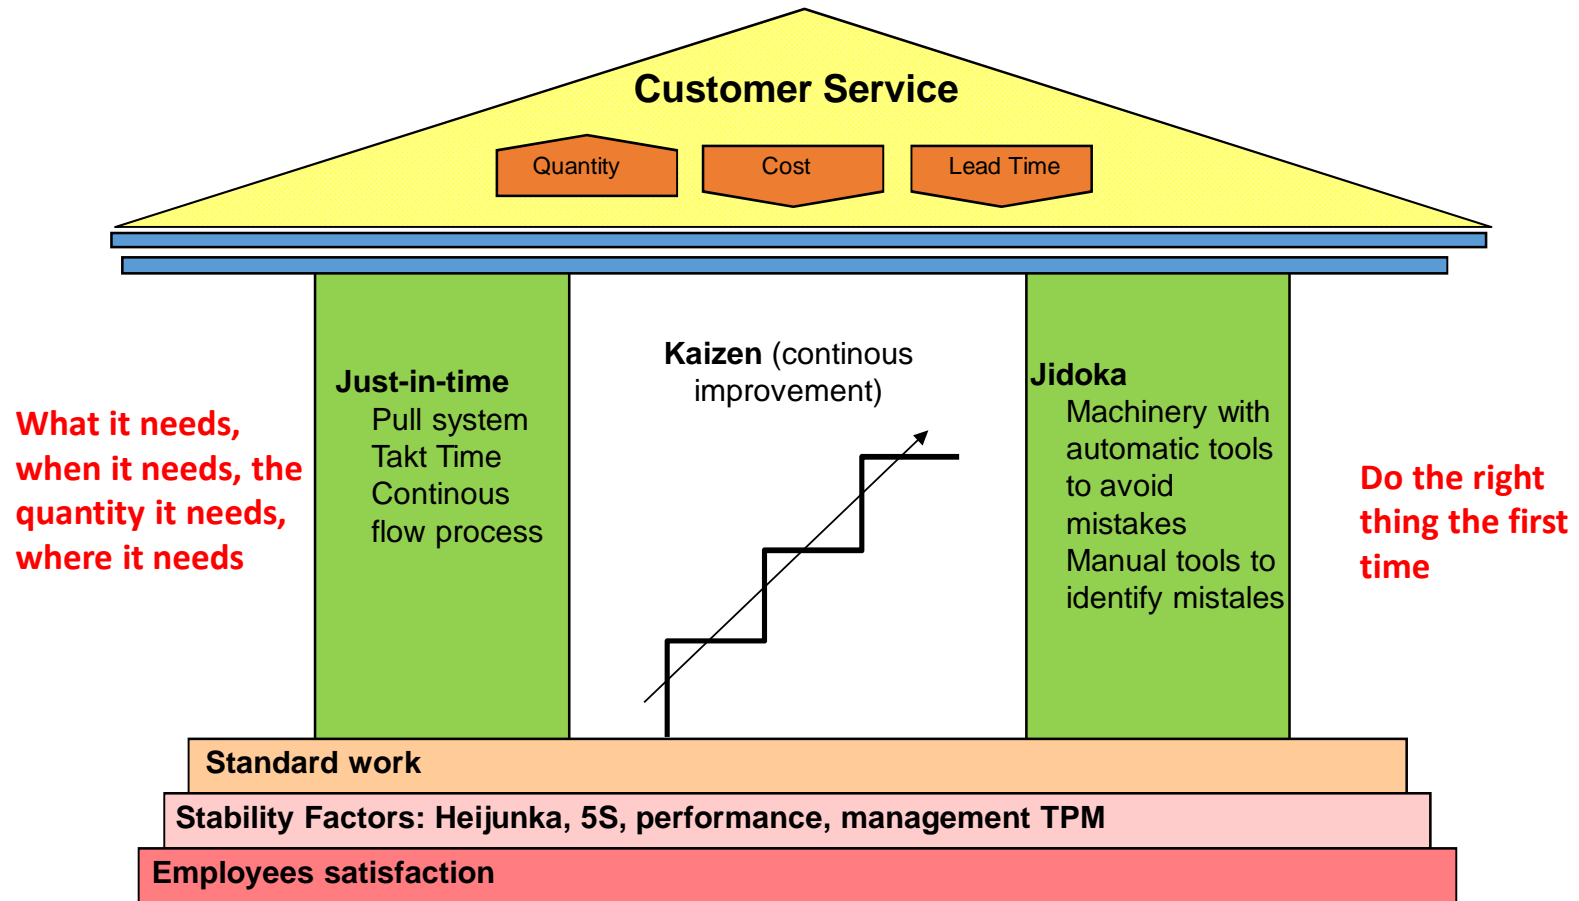 Customer Service
Quantity
Cost
Lead Time
What it needs,
when it needs, the
quantity it needs,
where it needs
Just-in-time
Pull system
Takt Time
Continous
flow process
Kaizen (continous
improvement)
Jidoka
Machinery with
automatic tools
to avoid
mistakes
Manual tools to
identify mistales
Do the right
thing the first
time
Standard work
Stability Factors: Heijunka, 5S, performance, management TPM
Employees satisfaction